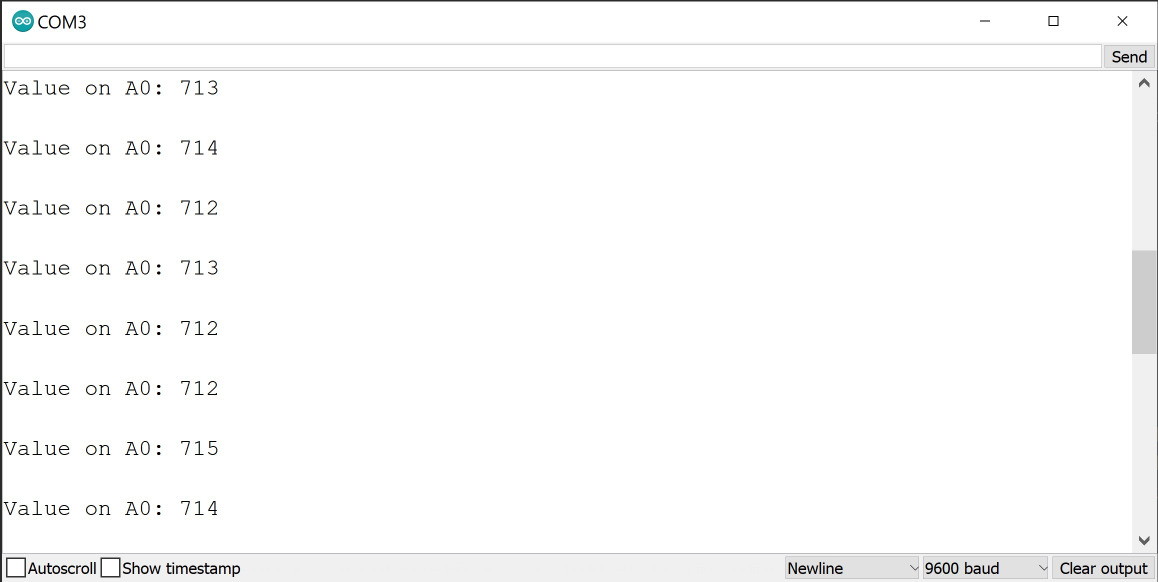 COM3
Send
Value on A0: 713
Value on A0: 714
Value on A0: 712
Value on A0: 713
Value on A0: 712
Value on A0: 712
Value on A0: 715
Value on A0: 714
Autoscroll Show timestamp Newline 9600 baud Clear output